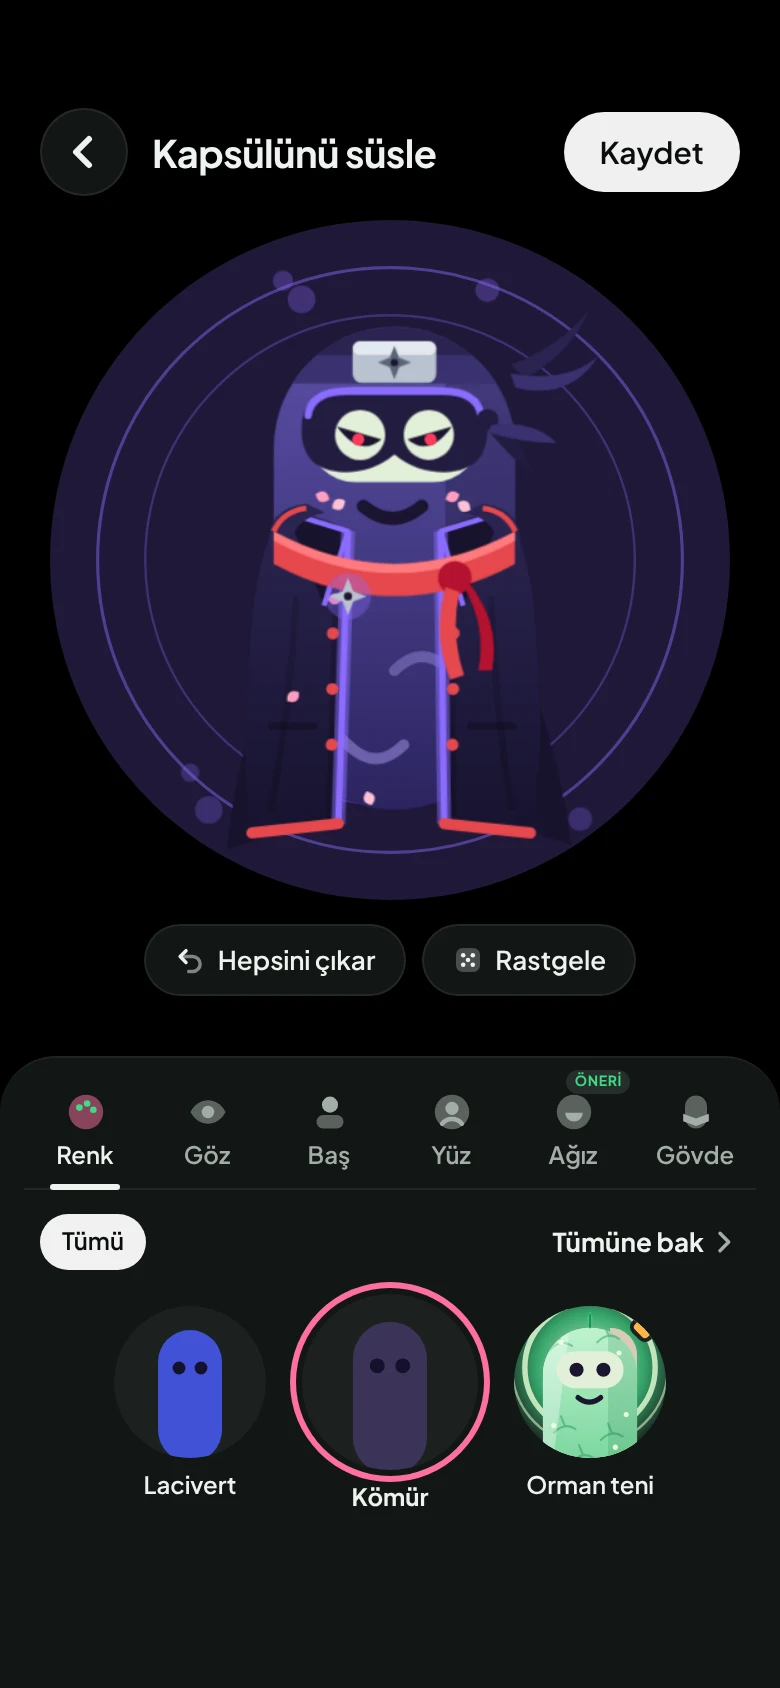 Kapsülünü süsle
Kaydet
Hepsini çıkar
Rastgele
ÖNERİ
Renk
Göz
Baş
Yüz
Ağız
Gövde
Tümü
Tümüne bak
Lacivert
Kömür
Orman teni